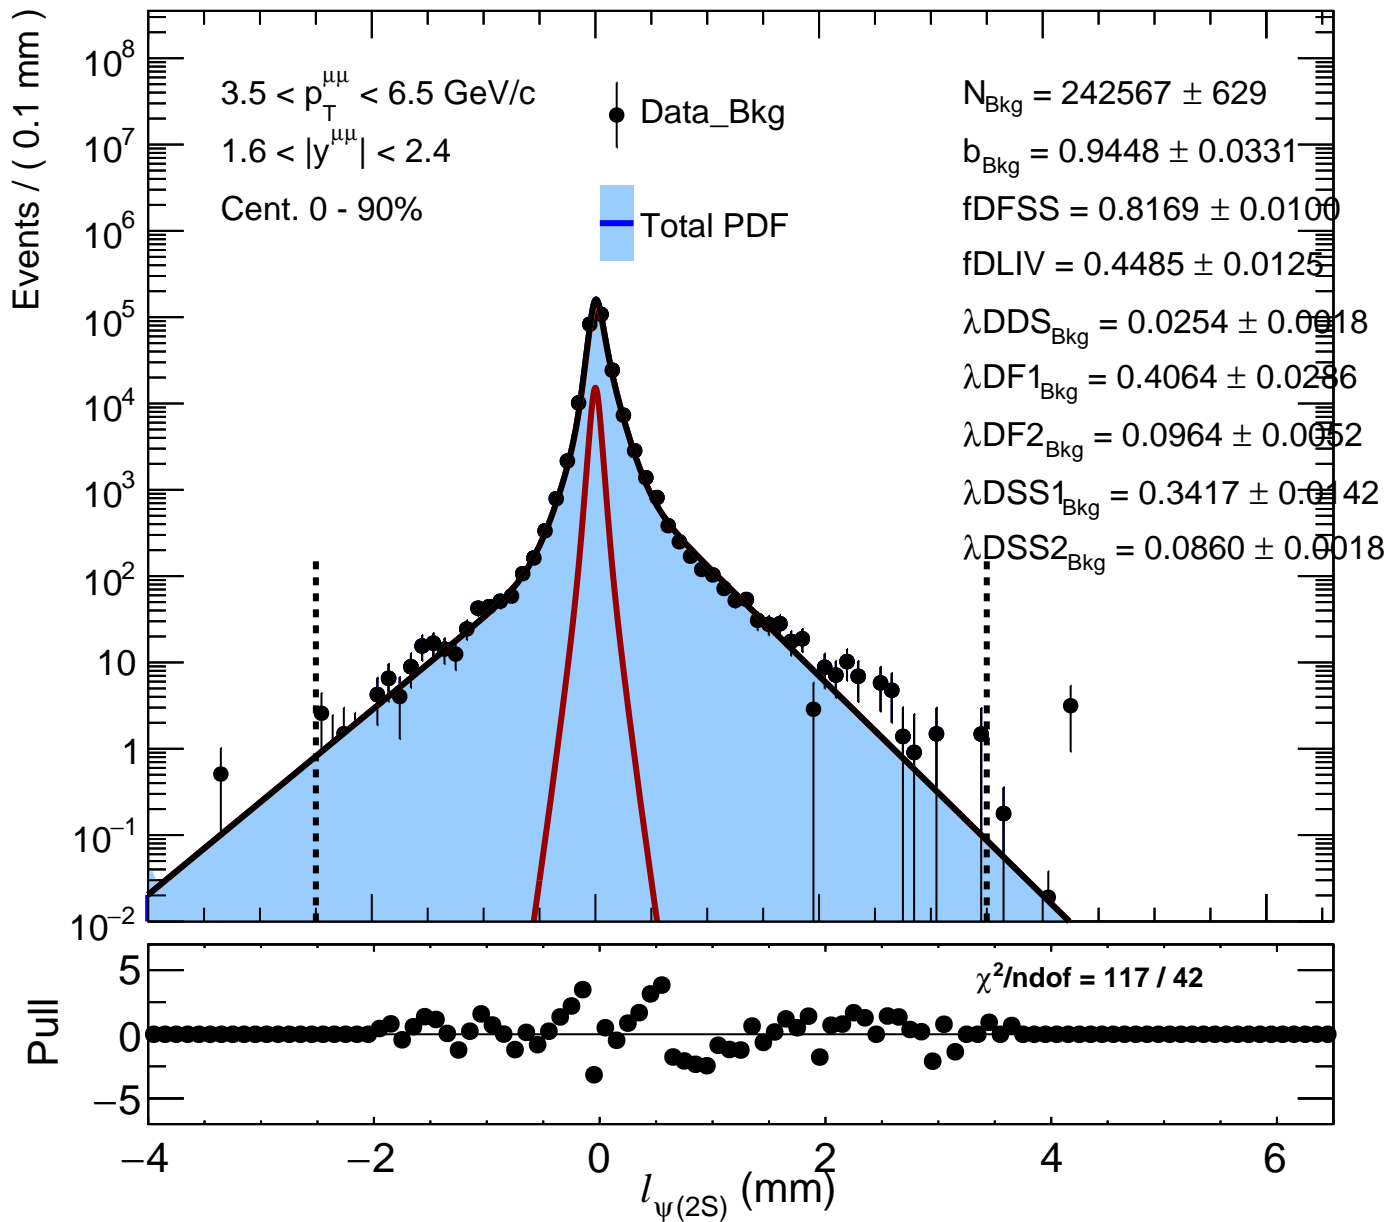 Events / ( 0.1 mm )
10^8
10^7
10^6
10^5
10^4
10^3
10^2
10
1
10^−1
10^−2
3.5 < p_T^μμ < 6.5 GeV/c
1.6 < |y^μμ| < 2.4
Cent. 0 - 90%
Data_Bkg
Total PDF
N_Bkg = 242567 ± 629
b_Bkg = 0.9448 ± 0.0331
fDFSS = 0.8169 ± 0.0100
fDLIV = 0.4485 ± 0.0125
λDDS_Bkg = 0.0254 ± 0.0018
λDF1_Bkg = 0.4064 ± 0.0286
λDF2_Bkg = 0.0964 ± 0.0052
λDSS1_Bkg = 0.3417 ± 0.0142
λDSS2_Bkg = 0.0860 ± 0.0018
Pull
5
0
−5
χ²/ndof = 117 / 42
−4 −2 0 2 4 6
l_ψ(2S) (mm)